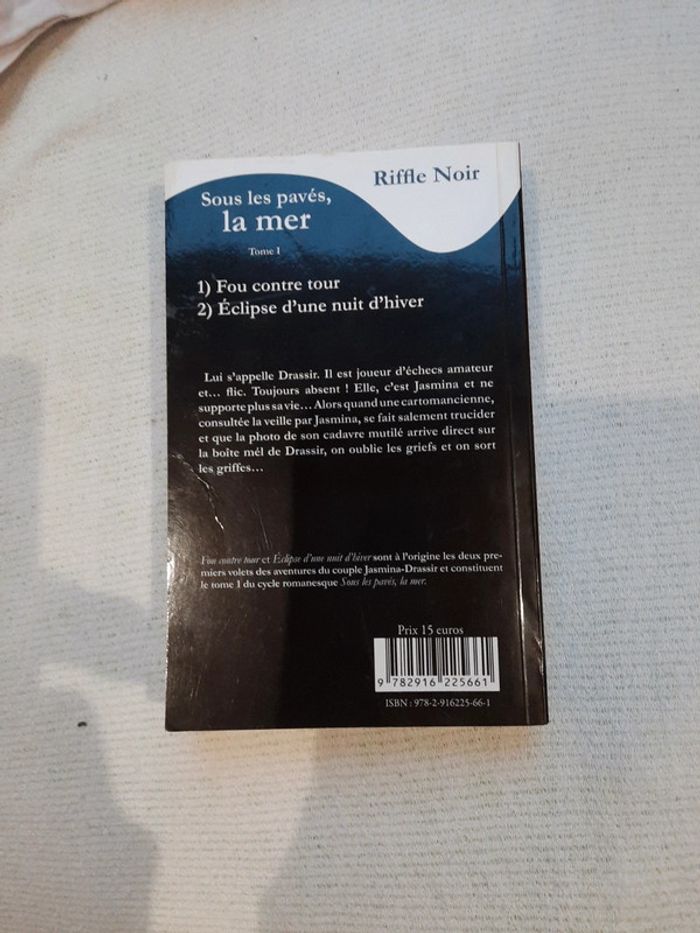 Riffle Noir
Sous les pavés,
la mer
Tome I
1) Fou contre tour
2) Éclipse d'une nuit d'hiver
Lui s'appelle Drassir. Il est joueur d'échecs amateur
et… flic. Toujours absent ! Elle, c'est Jasmina et ne
supporte plus sa vie… Alors quand une cartomancienne,
consultée la veille par Jasmina, se fait salement trucider
et que la photo de son cadavre mutilé arrive direct sur
la boîte mél de Drassir, on oublie les griefs et on sort
les griffes…
Fou contre tour et Éclipse d'une nuit d'hiver sont à l'origine les deux pre-
miers volets des aventures du couple Jasmina-Drassir et constituent
le tome 1 du cycle romanesque Sous les pavés, la mer.
Prix 15 euros
9 782916 225661
ISBN : 978-2-916225-66-1